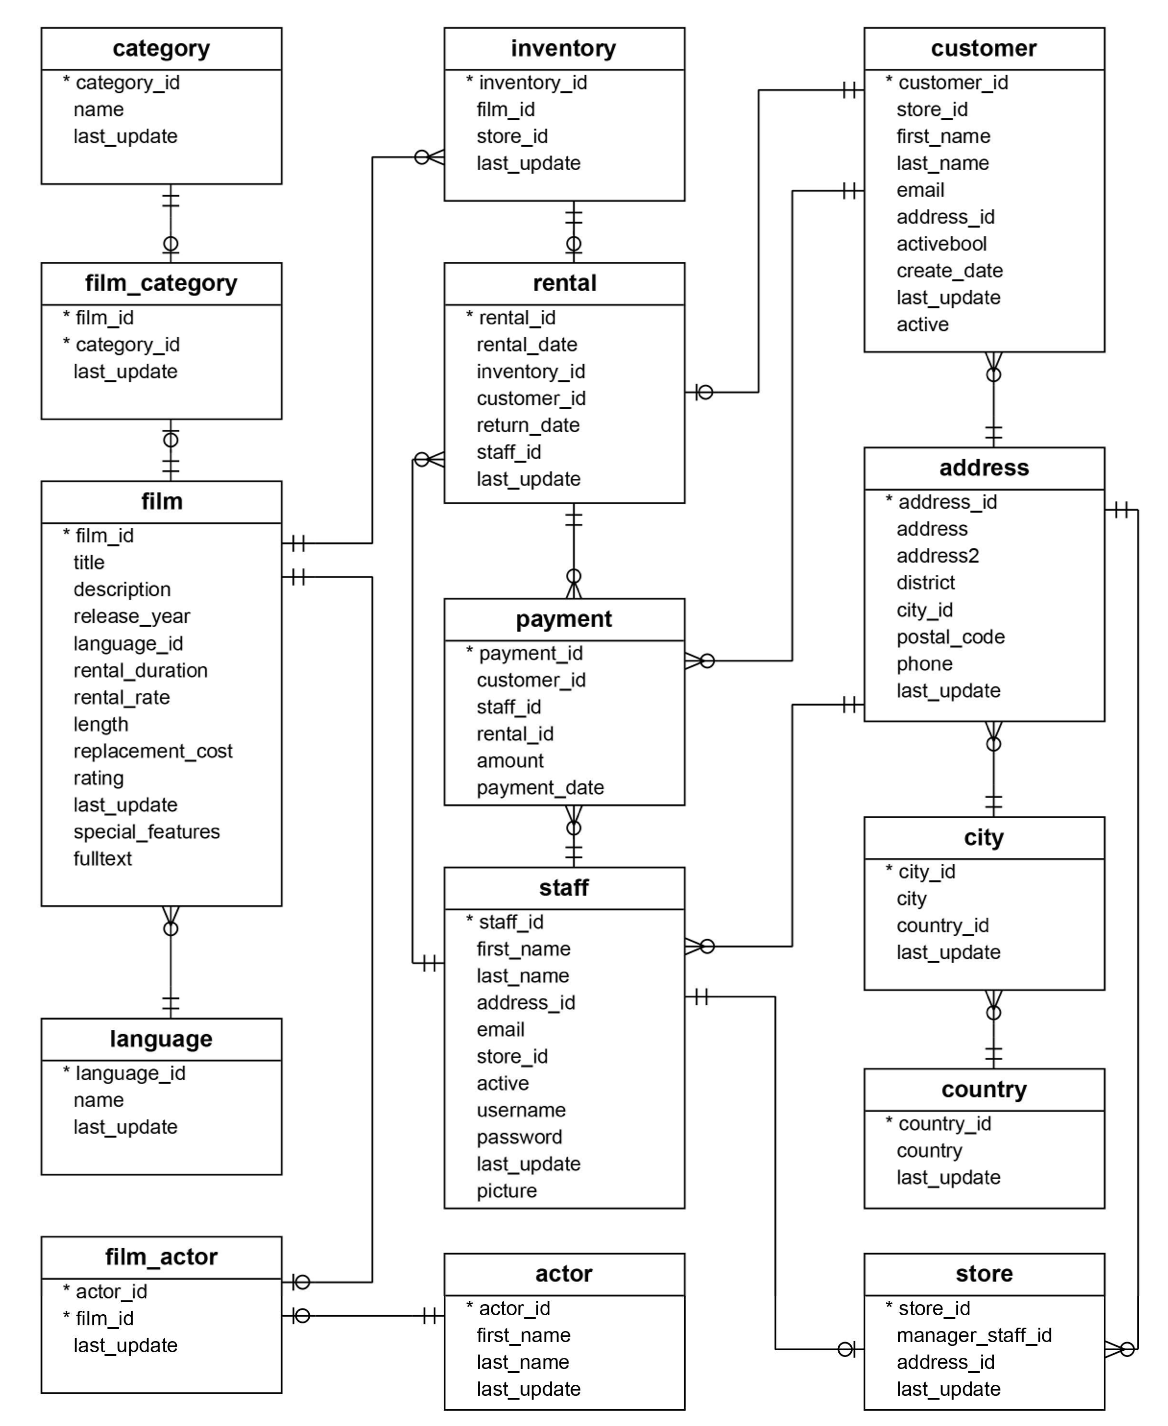 category
* category_id
name
last_update
film_category
* film_id
* category_id
last_update
film
* film_id
title
description
release_year
language_id
rental_duration
rental_rate
length
replacement_cost
rating
last_update
special_features
fulltext
language
* language_id
name
last_update
film_actor
* actor_id
* film_id
last_update
inventory
* inventory_id
film_id
store_id
last_update
rental
* rental_id
rental_date
inventory_id
customer_id
return_date
staff_id
last_update
payment
* payment_id
customer_id
staff_id
rental_id
amount
payment_date
staff
* staff_id
first_name
last_name
address_id
email
store_id
active
username
password
last_update
picture
actor
* actor_id
first_name
last_name
last_update
customer
* customer_id
store_id
first_name
last_name
email
address_id
activebool
create_date
last_update
active
address
* address_id
address
address2
district
city_id
postal_code
phone
last_update
city
* city_id
city
country_id
last_update
country
* country_id
country
last_update
store
* store_id
manager_staff_id
address_id
last_update